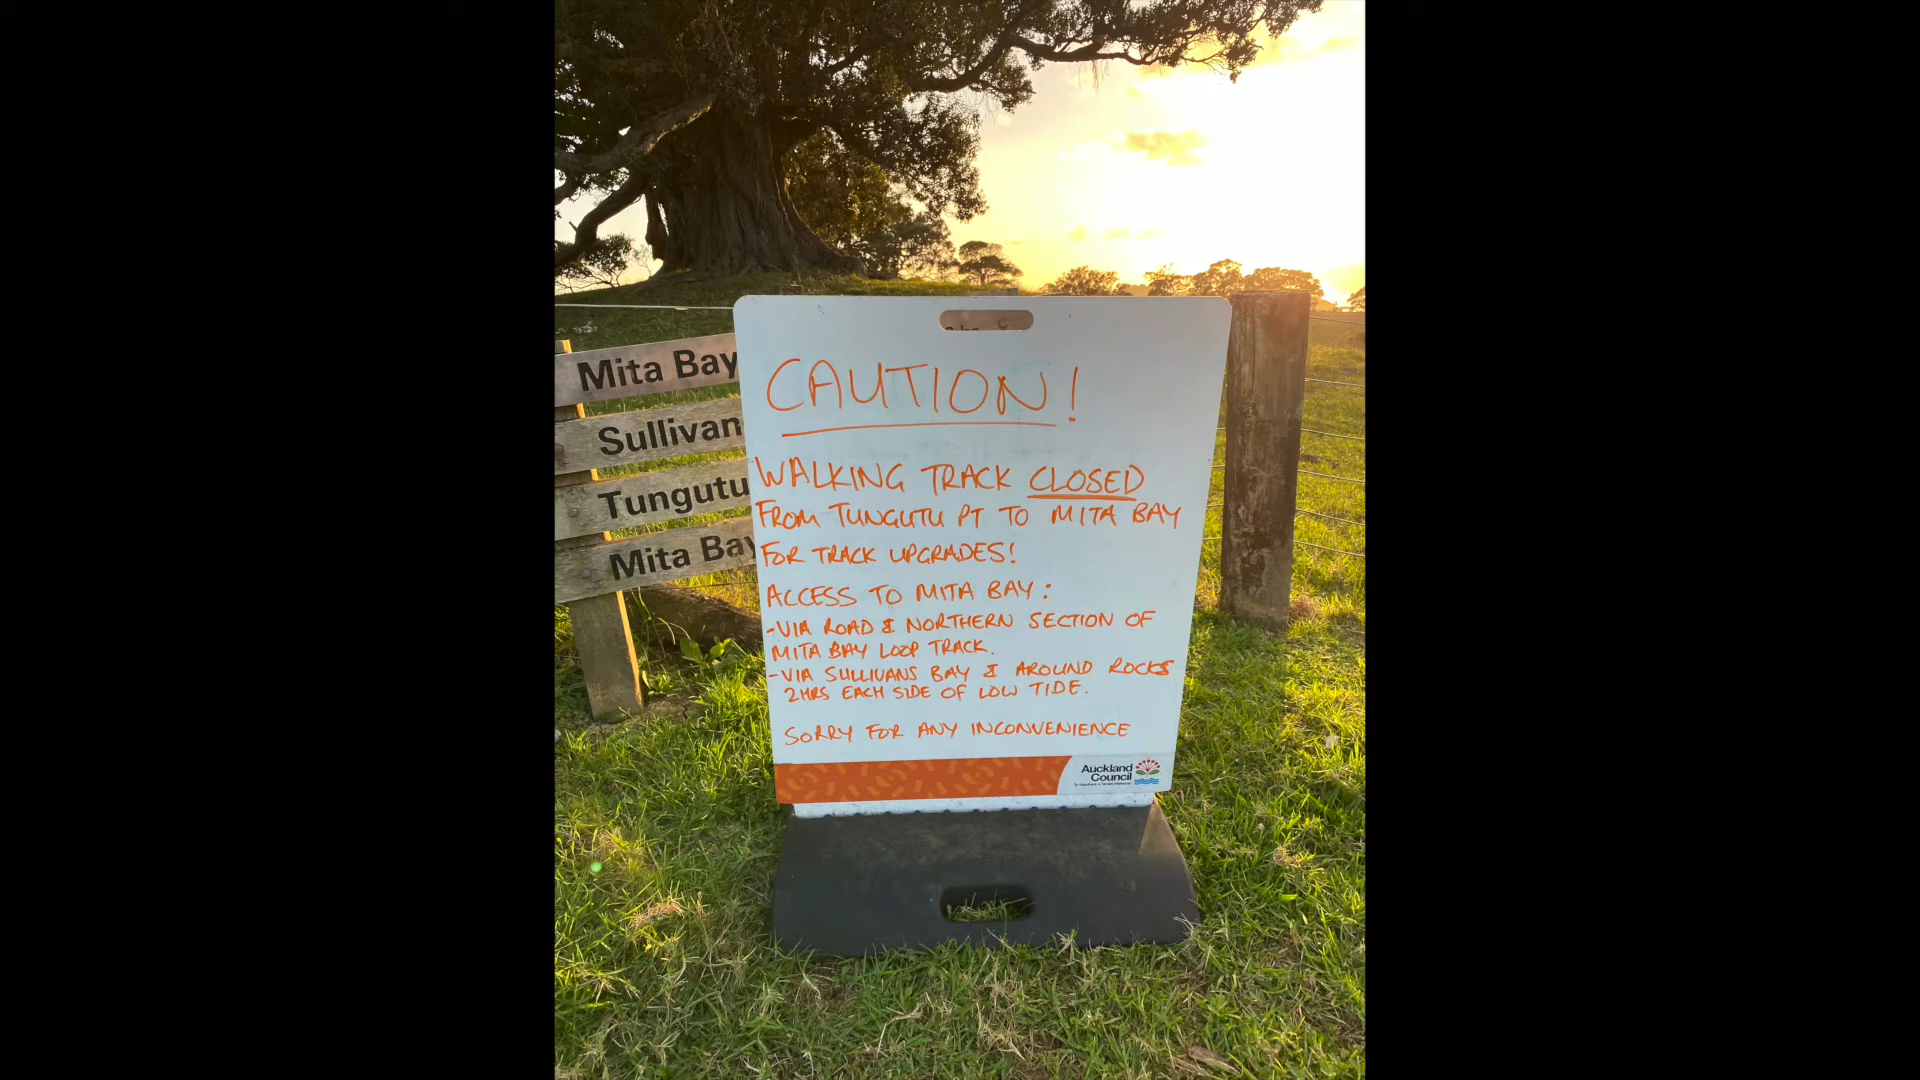 Mita Bay
Sullivan
Tungutu
Mita Bay
CAUTION!
WALKING TRACK CLOSED
FROM TUNGUTU PT TO MITA BAY
FOR TRACK UPGRADES!
ACCESS TO MITA BAY:
-VIA ROAD & NORTHERN SECTION OF
MITA BAY LOOP TRACK.
-VIA SULLIVANS BAY & AROUND ROCKS
2HRS EACH SIDE OF LOW TIDE.
SORRY FOR ANY INCONVENIENCE
Auckland
Council